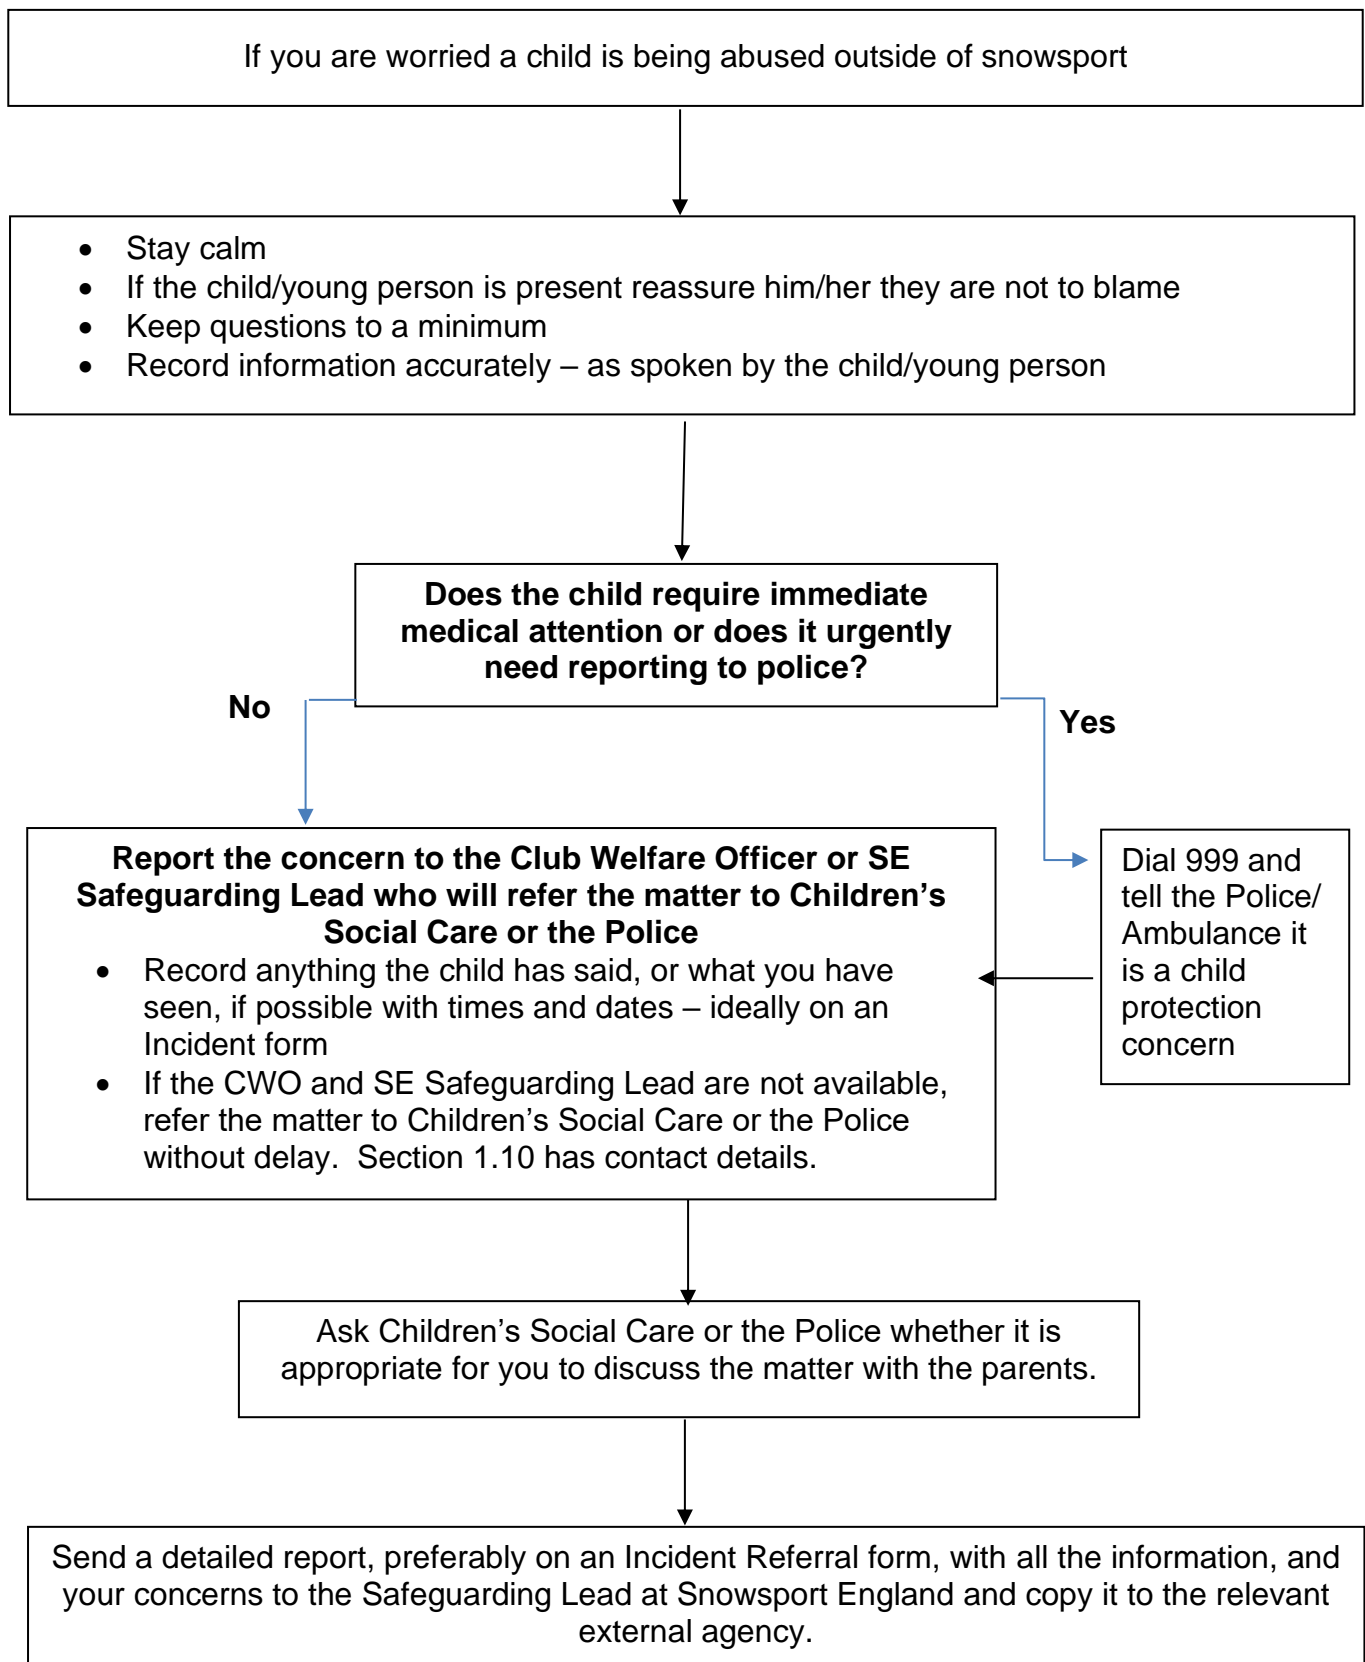 If you are worried a child is being abused outside of snowsport
• Stay calm
• If the child/young person is present reassure him/her they are not to blame
• Keep questions to a minimum
• Record information accurately – as spoken by the child/young person
Does the child require immediate
medical attention or does it urgently
need reporting to police?
No
Yes
Report the concern to the Club Welfare Officer or SE
Safeguarding Lead who will refer the matter to Children’s
Social Care or the Police
• Record anything the child has said, or what you have
seen, if possible with times and dates – ideally on an
Incident form
• If the CWO and SE Safeguarding Lead are not available,
refer the matter to Children’s Social Care or the Police
without delay.  Section 1.10 has contact details.
Dial 999 and
tell the Police/
Ambulance it
is a child
protection
concern
Ask Children’s Social Care or the Police whether it is
appropriate for you to discuss the matter with the parents.
Send a detailed report, preferably on an Incident Referral form, with all the information, and
your concerns to the Safeguarding Lead at Snowsport England and copy it to the relevant
external agency.